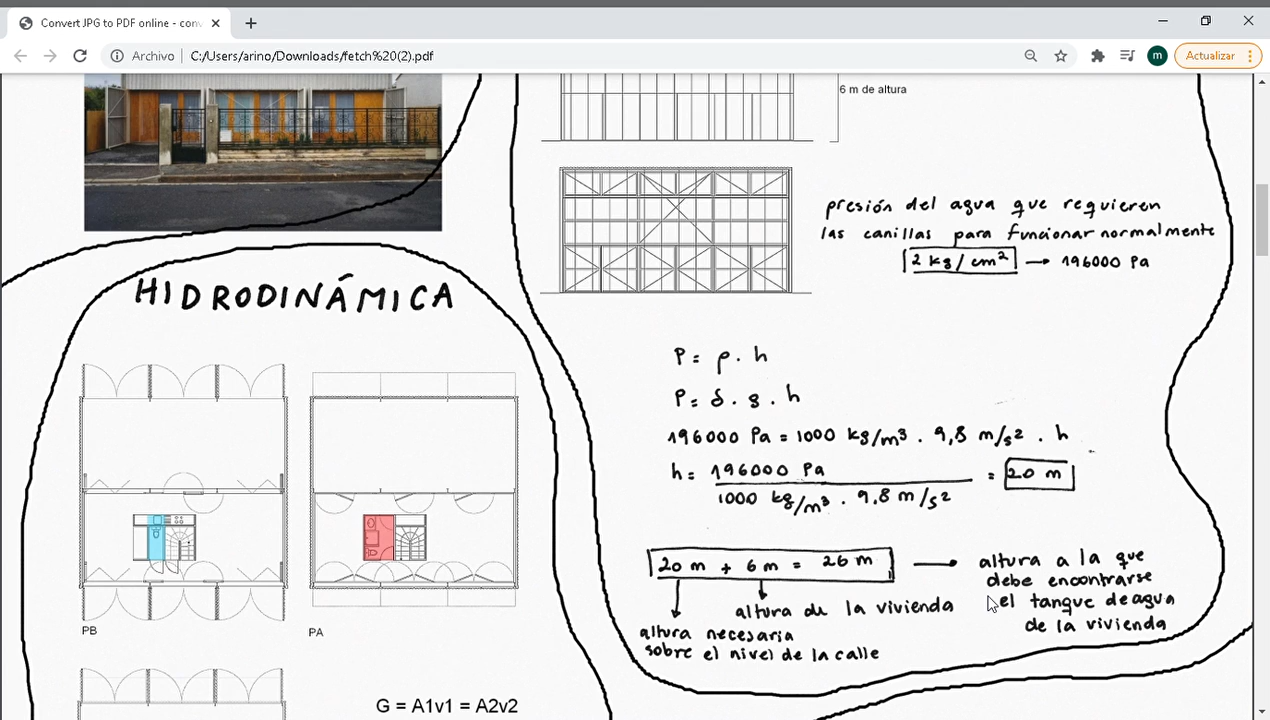 Convert JPG to PDF online - conv
Archivo
C:/Users/arino/Downloads/fetch%20(2).pdf
m
Actualizar
6 m de altura
presión del agua que requieren
las canillas para funcionar normalmente
2 kg/cm² → 196000 Pa
HIDRODINÁMICA
P = ρ . h
P = δ . g . h
196000 Pa = 1000 kg/m³ . 9,8 m/s² . h
h = 196000 Pa = 20 m
1000 kg/m³ . 9,8 m/s²
20 m + 6 m = 26 m → altura a la que
debe encontrarse
el tanque de agua
de la vivienda
altura de la vivienda
altura necesaria
sobre el nivel de la calle
PB
PA
G = A1v1 = A2v2